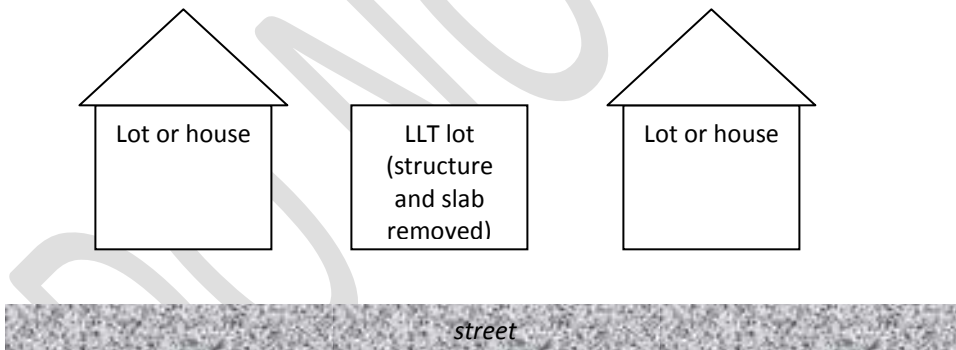 Lot or house
LLT lot
(structure
and slab
removed)
Lot or house
street